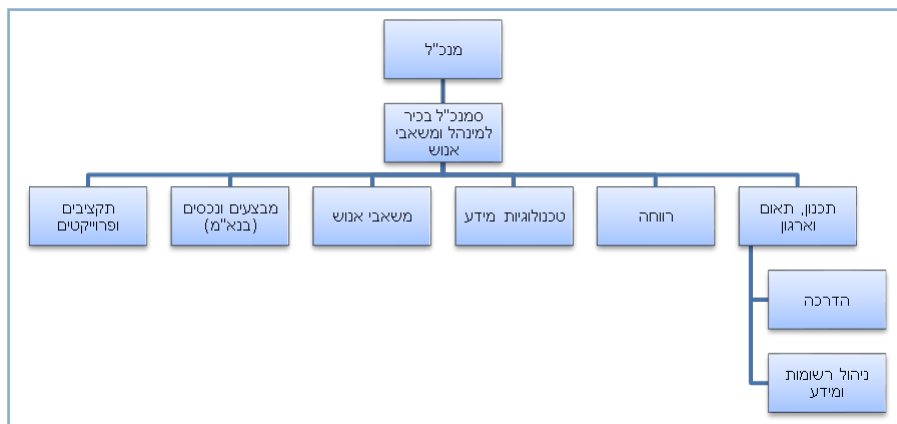 מנכ"ל
סמנכ"ל בכיר
למינהל ומשאבי
אנוש
תכנון, תאום
וארגון
רווחה
טכנולוגיות מידע
משאבי אנוש
מבצעים ונכסים
(בנא"מ)
תקציבים
ופרוייקטים
הדרכה
ניהול רשומות
ומידע